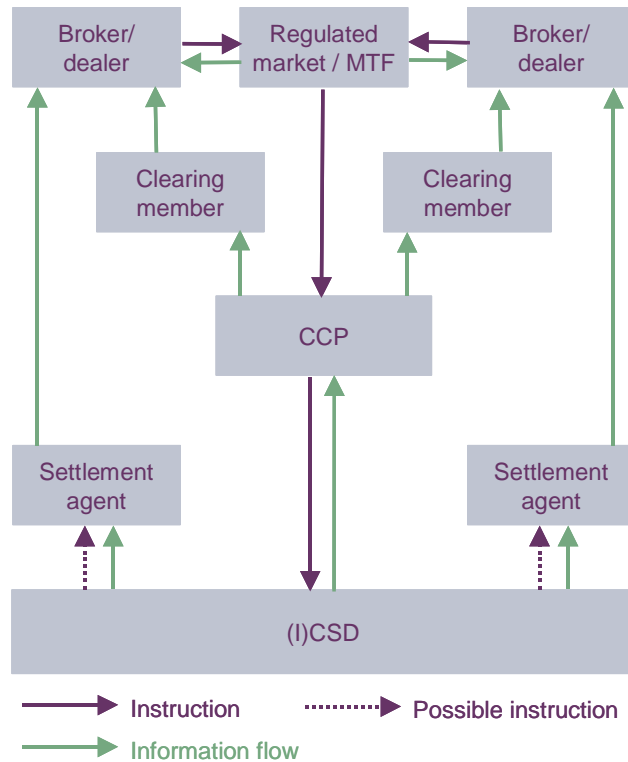 Broker/
dealer
Regulated
market / MTF
Broker/
dealer
Clearing
member
Clearing
member
CCP
Settlement
agent
Settlement
agent
(I)CSD
Instruction
Possible instruction
Information flow